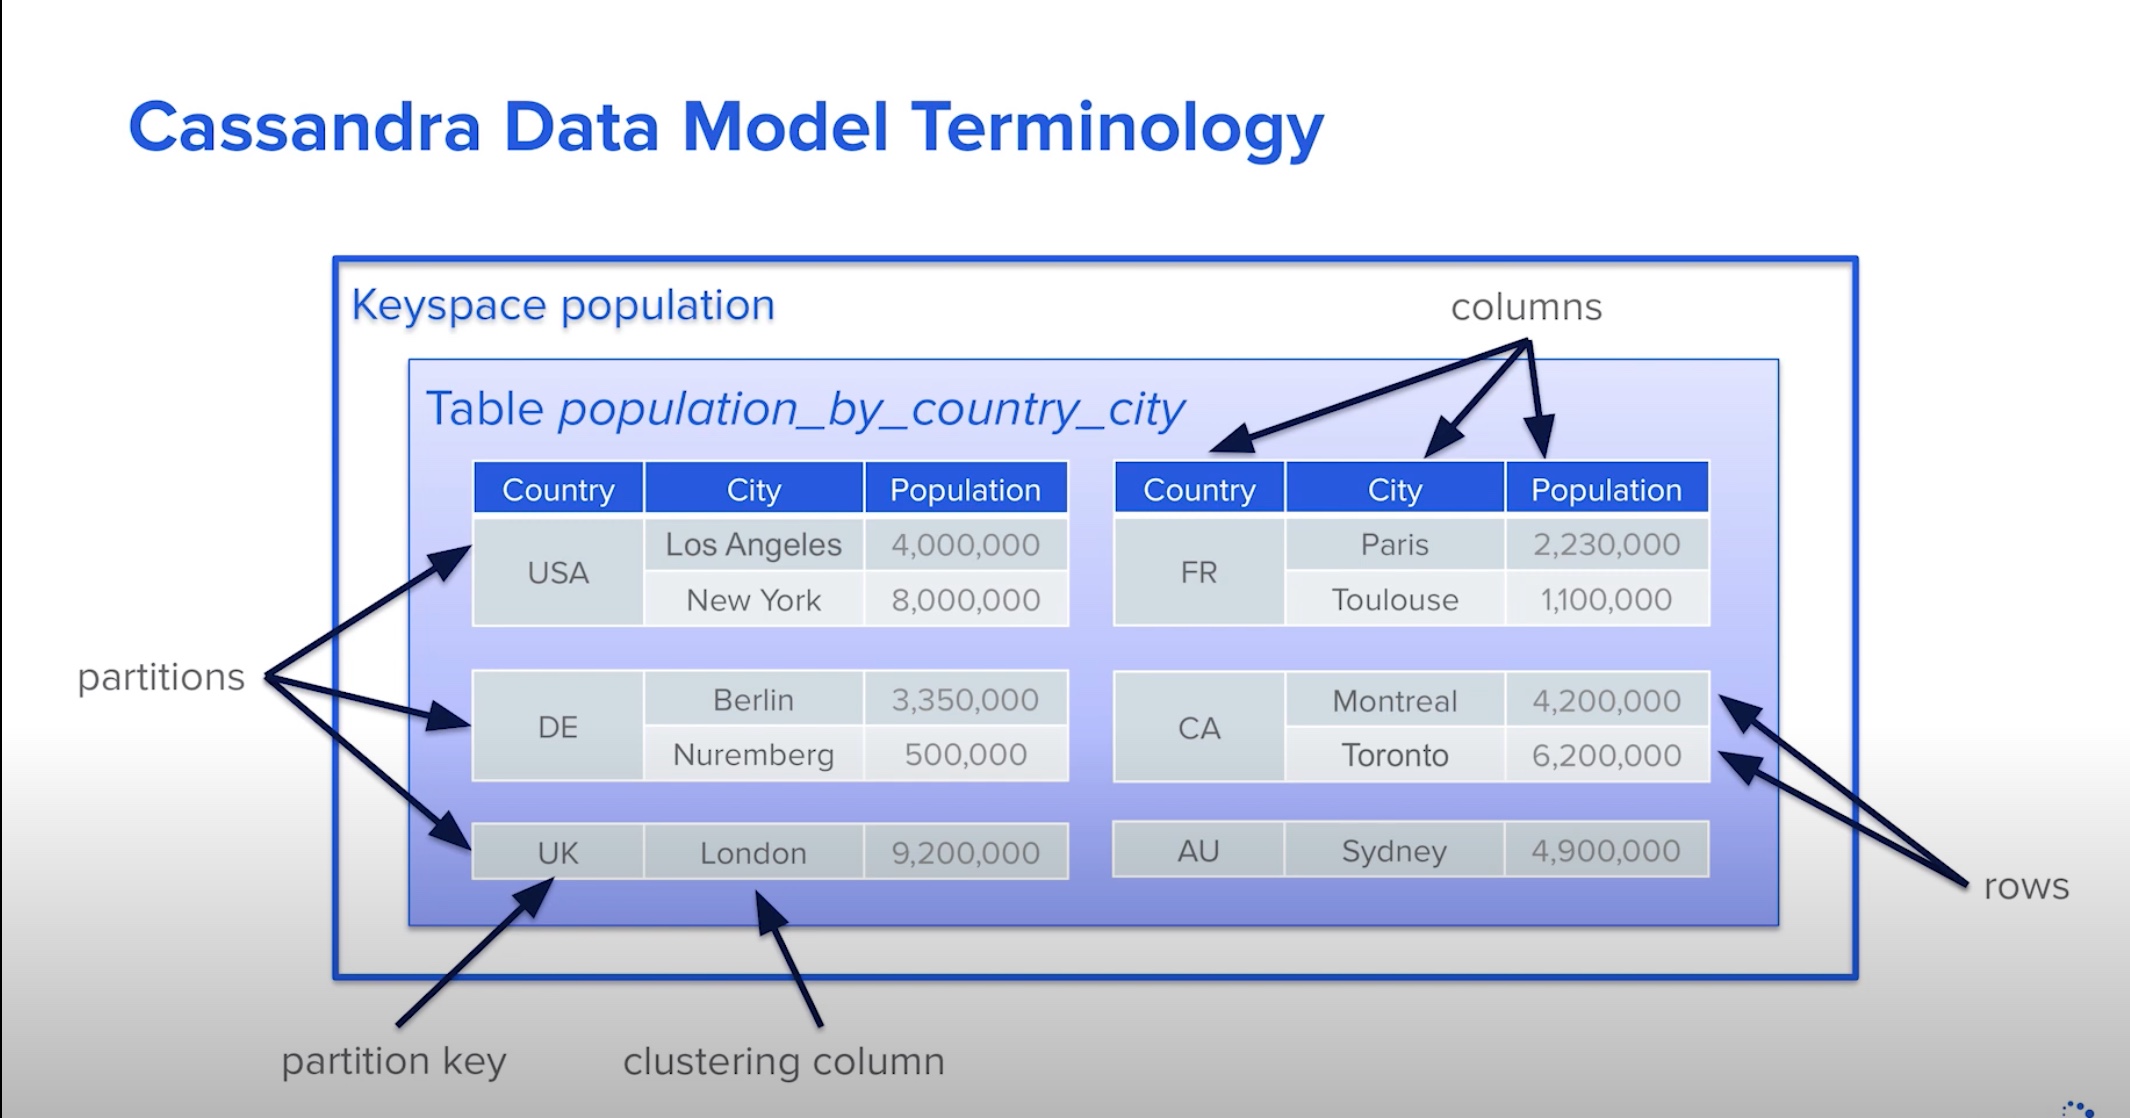 Cassandra Data Model Terminology
Keyspace population
columns
Table population_by_country_city
Country City Population
USA
Los Angeles 4,000,000
New York 8,000,000
Country City Population
FR
Paris 2,230,000
Toulouse 1,100,000
partitions
DE
Berlin 3,350,000
Nuremberg 500,000
CA
Montreal 4,200,000
Toronto 6,200,000
UK London 9,200,000
AU Sydney 4,900,000
rows
partition key
clustering column